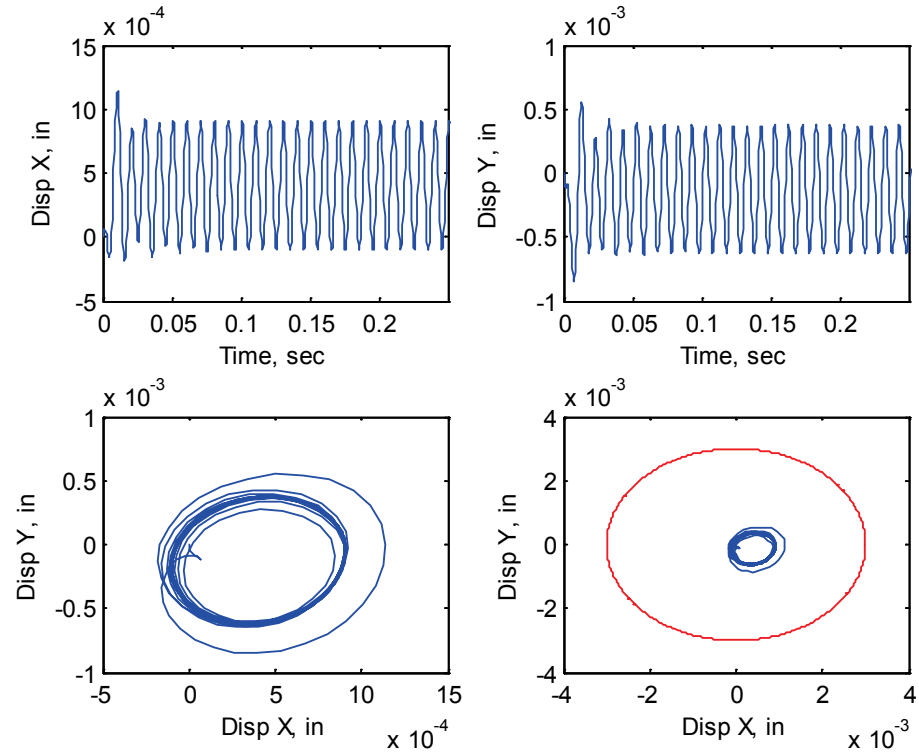 x 10-4
15
10
5
0
-5
0 0.05 0.1 0.15 0.2
Time, sec
Disp X, in
x 10-3
1
0.5
0
-0.5
-1
0 0.05 0.1 0.15 0.2
Time, sec
Disp Y, in
x 10-3
1
0.5
0
-0.5
-1
-5 0 5 10 15
Disp X, in
x 10-4
Disp Y, in
x 10-3
4
2
0
-2
-4
-4 -2 0 2 4
Disp X, in
x 10-3
Disp Y, in